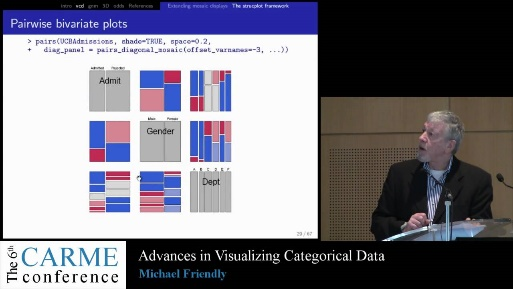 intro vcd gnm 3D odds References
Extending mosaic displays The strucplot framework
Pairwise bivariate plots
> pairs(UCBAdmissions, shade=TRUE, space=0.2,
+ diag_panel = pairs_diagonal_mosaic(offset_varnames=-3, ...))
Admitted Rejected
Admit
Male Female
Gender
A B C D E F
Dept
29 / 67
The 6th CARME conference
Advances in Visualizing Categorical Data
Michael Friendly